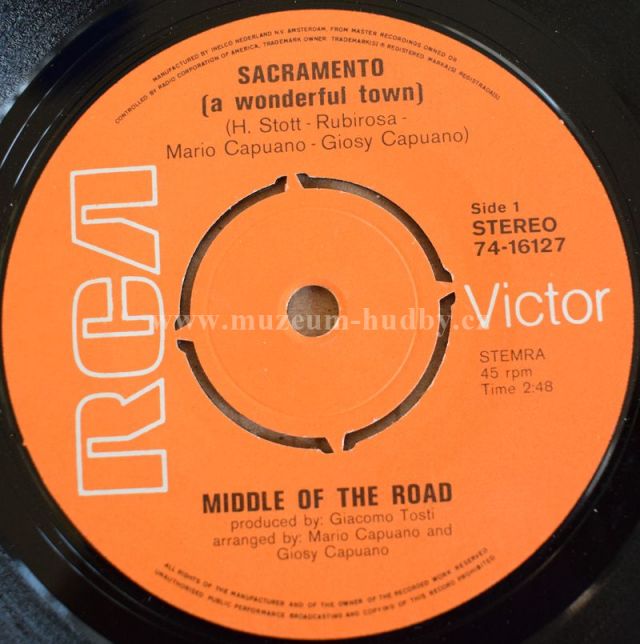 MANUFACTURED BY INELCO NEDERLAND N.V. AMSTERDAM, FROM MASTER RECORDINGS OWNED OR
CONTROLLED BY RADIO CORPORATION OF AMERICA, TRADEMARK OWNER. TRADEMARK(S) ® REGISTERED MARKA(S) REGISTRADA(S)
SACRAMENTO
(a wonderful town)
(H. Stott - Rubirosa -
Mario Capuano - Giosy Capuano)
RCA
Side 1
STEREO
74-16127
Victor
www.muzeum-hudby.cz
STEMRA
45 rpm
Time 2:48
MIDDLE OF THE ROAD
produced by: Giacomo Tosti
arranged by: Mario Capuano and
Giosy Capuano
ALL RIGHTS OF THE MANUFACTURER AND OF THE OWNER OF THE RECORDED WORK RESERVED
UNAUTHORISED PUBLIC PERFORMANCE BROADCASTING AND COPYING OF THIS RECORD PROHIBITED